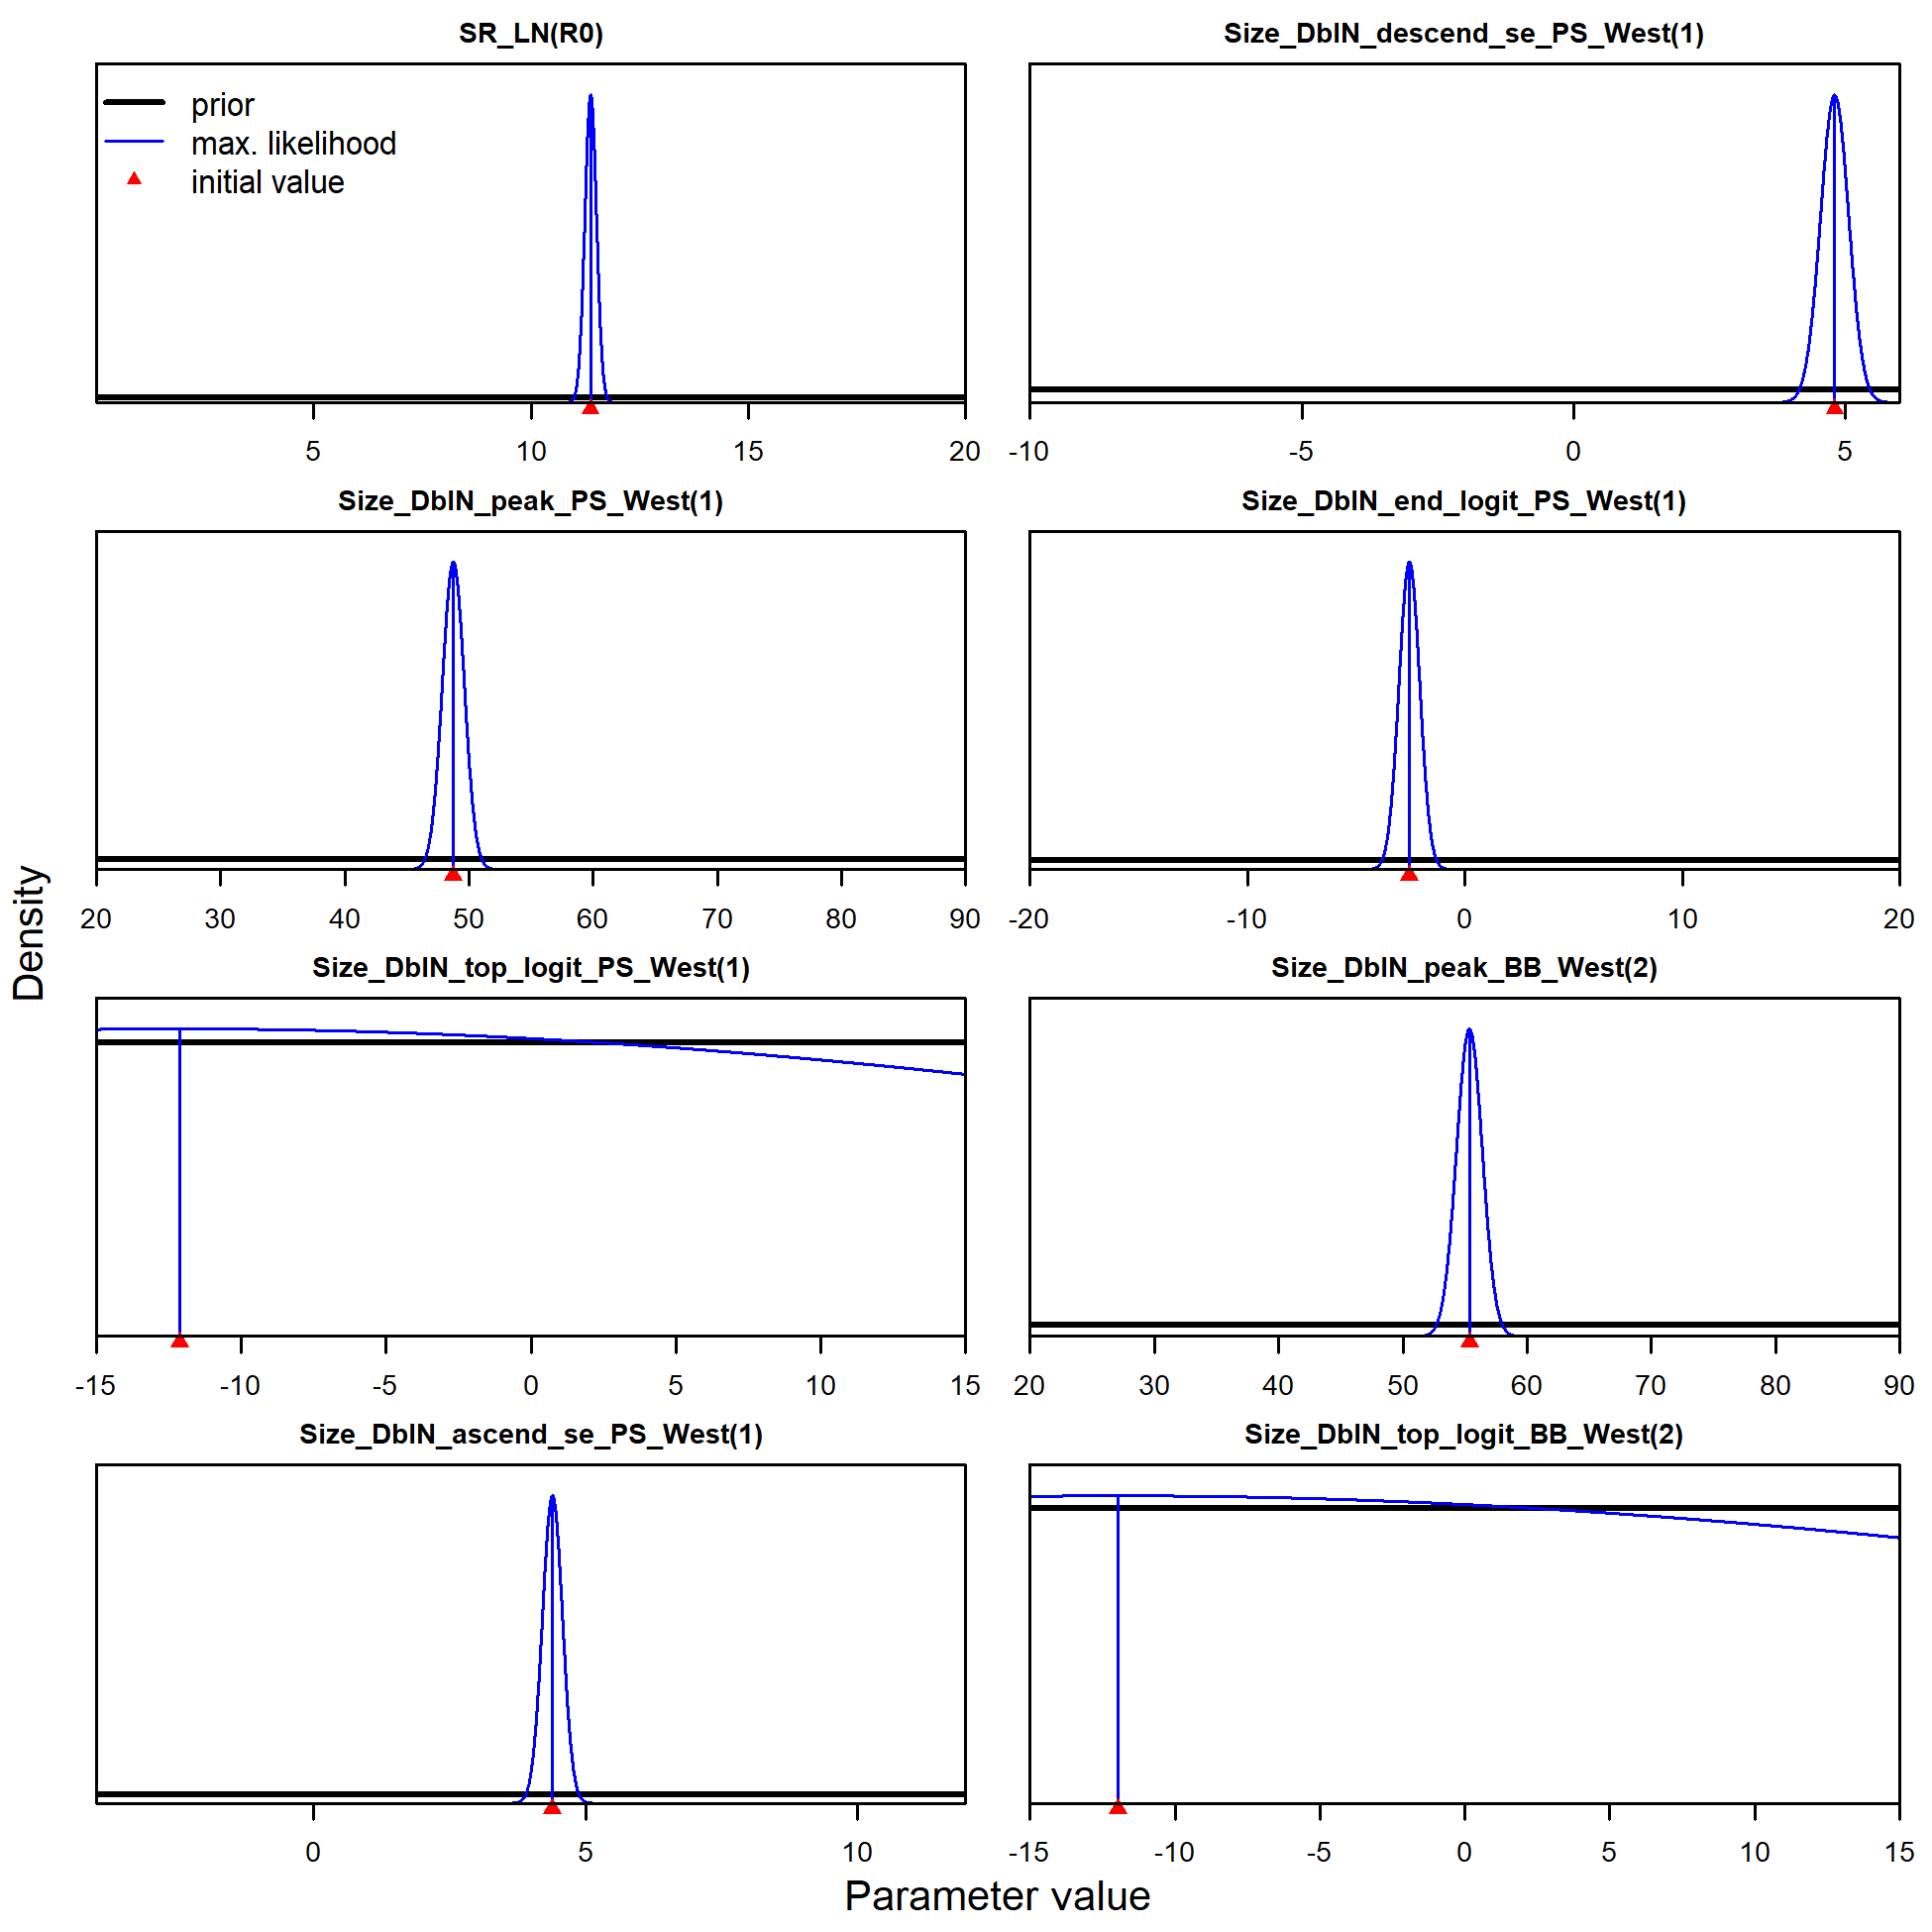 SR_LN(R0)
prior
max. likelihood
initial value
5 10 15 20
Size_DblN_descend_se_PS_West(1)
-10 -5 0 5
Size_DblN_peak_PS_West(1)
20 30 40 50 60 70 80 90
Size_DblN_end_logit_PS_West(1)
-20 -10 0 10 20
Size_DblN_top_logit_PS_West(1)
-15 -10 -5 0 5 10 15
Size_DblN_peak_BB_West(2)
20 30 40 50 60 70 80 90
Size_DblN_ascend_se_PS_West(1)
0 5 10
Size_DblN_top_logit_BB_West(2)
-15 -10 -5 0 5 10 15
Density
Parameter value